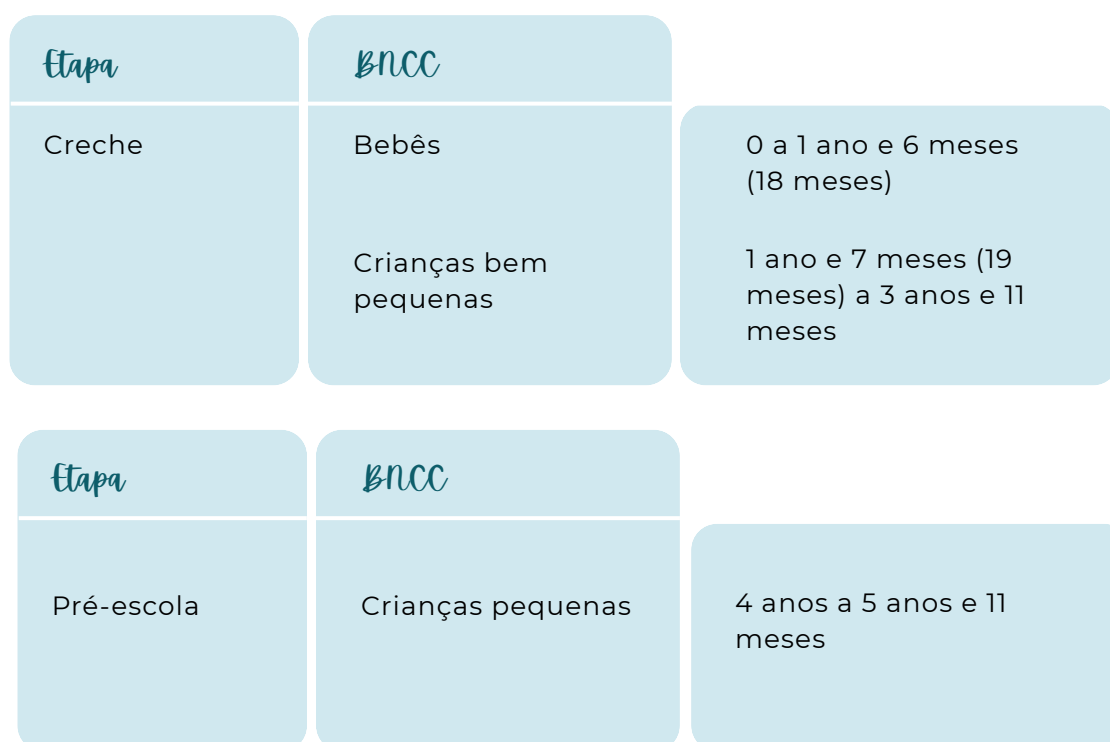 Etapa
BNCC
Creche
Bebês
0 a 1 ano e 6 meses
(18 meses)
Crianças bem
pequenas
1 ano e 7 meses (19
meses) a 3 anos e 11
meses
Etapa
BNCC
Pré-escola
Crianças pequenas
4 anos a 5 anos e 11
meses